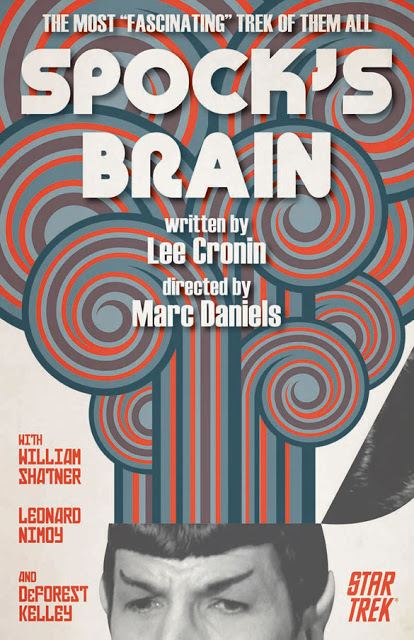 THE MOST “FASCINATING” TREK OF THEM ALL
SPOCK'S
BRAIN
written by
Lee Cronin
directed by
Marc Daniels
WITH
WILLIAM
SHATNER
LEONARD
NIMOY
AND
DeFOREST
KELLEY
STAR
TREK®